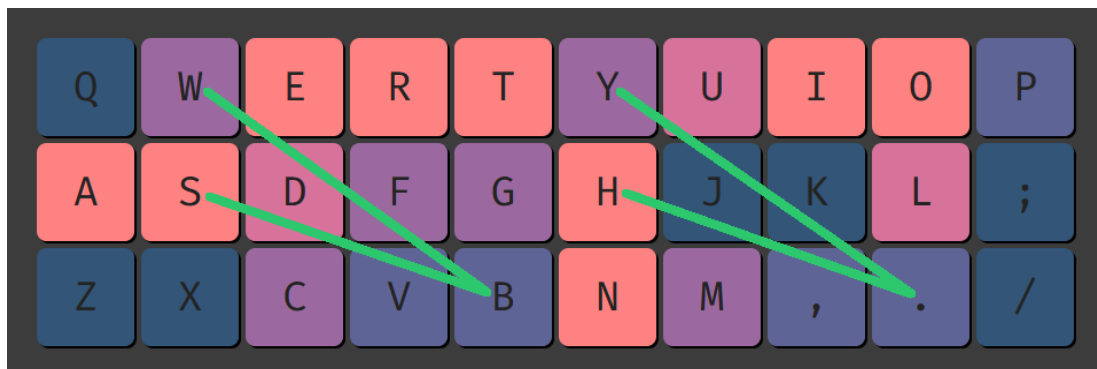 Q W E R T Y U I O P
A S D F G H J K L ;
Z X C V B N M , . /